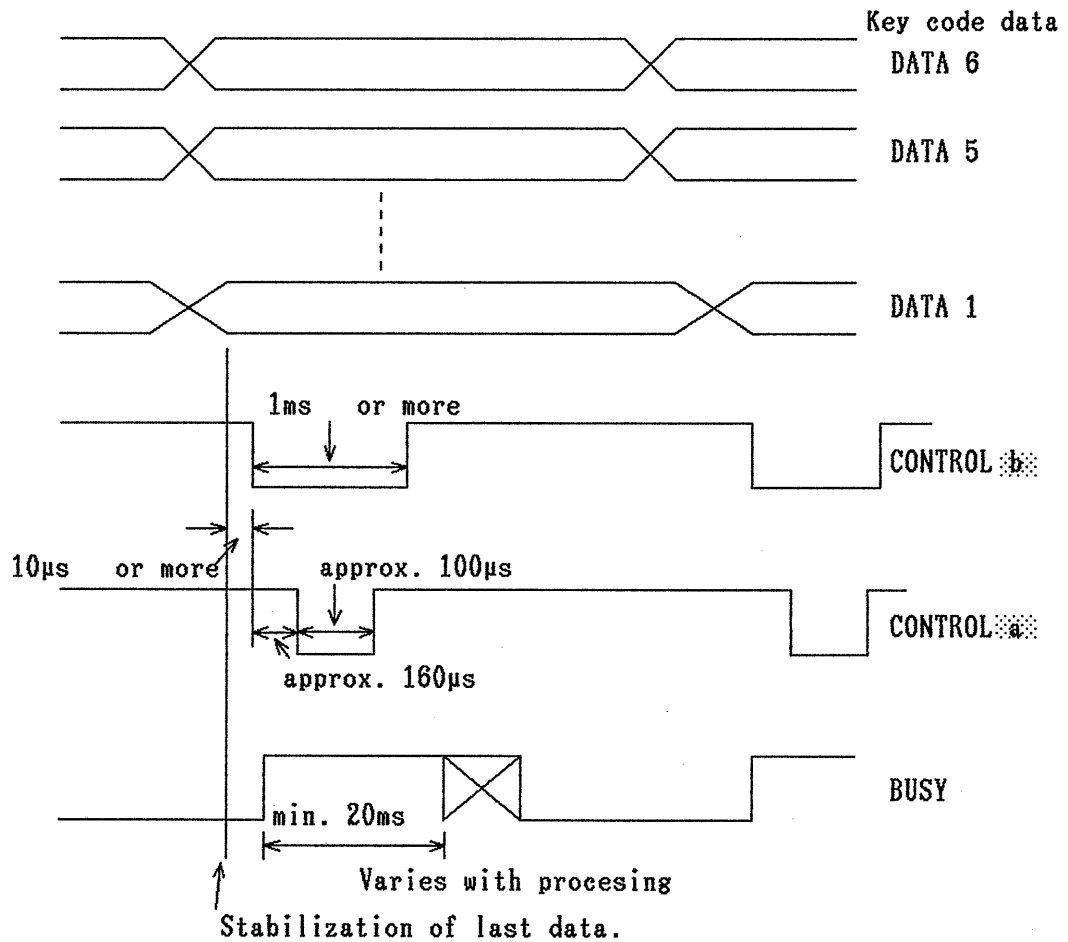 Key code data
DATA 6
DATA 5
DATA 1
1ms or more
CONTROL b
10μs or more
approx. 100μs
CONTROL a
approx. 160μs
BUSY
min. 20ms
Varies with procesing
Stabilization of last data.